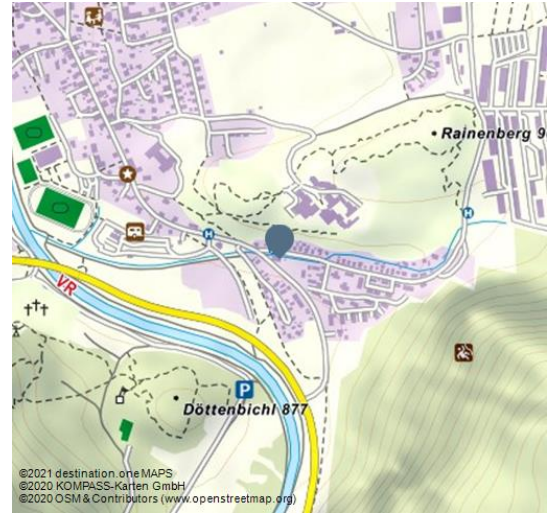 Rainenberg 9
H
H
VR
P
Döttenbichl 877
©2021 destination.one MAPS
©2020 KOMPASS-Karten GmbH
©2020 OSM & Contributors (www.openstreetmap.org)